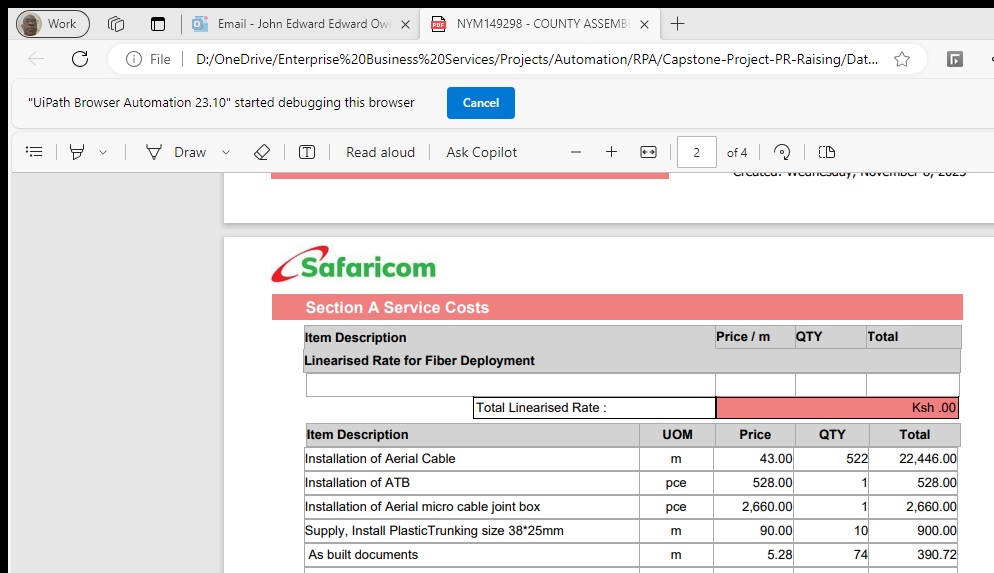 Work
Email - John Edward Edward Ow
NYM149298 - COUNTY ASSEMB
File
D:/OneDrive/Enterprise%20Business%20Services/Projects/Automation/RPA/Capstone-Project-PR-Raising/Dat...
"UiPath Browser Automation 23.10" started debugging this browser
Cancel
Draw
Read aloud
Ask Copilot
2
of 4
Created: Wednesday, November
Safaricom
Section A Service Costs
Item Description Price / m QTY Total
Linearised Rate for Fiber Deployment
Total Linearised Rate : Ksh .00
Item Description UOM Price QTY Total
Installation of Aerial Cable m 43.00 522 22,446.00
Installation of ATB pce 528.00 1 528.00
Installation of Aerial micro cable joint box pce 2,660.00 1 2,660.00
Supply, Install PlasticTrunking size 38*25mm m 90.00 10 900.00
As built documents m 5.28 74 390.72